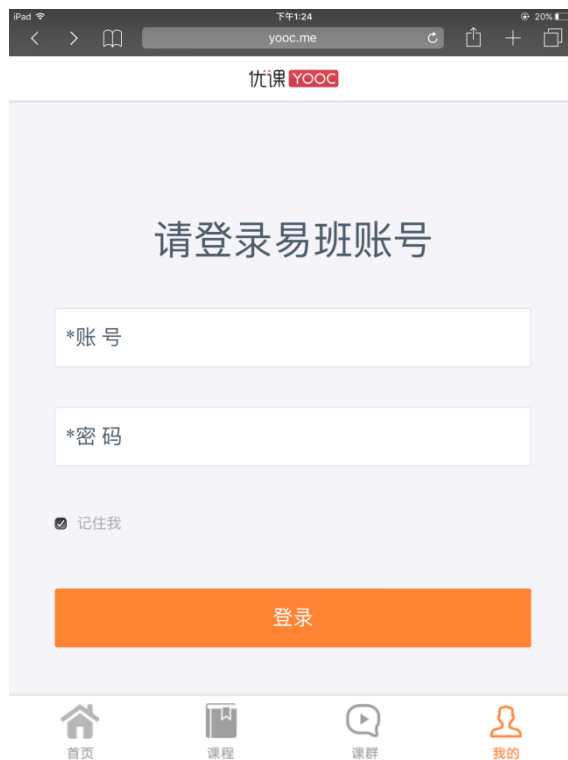 iPad 下午1:24 20%
yooc.me
优课 YOOC
请登录易班账号
*账 号
*密 码
记住我
登录
首页 课程 课群 我的